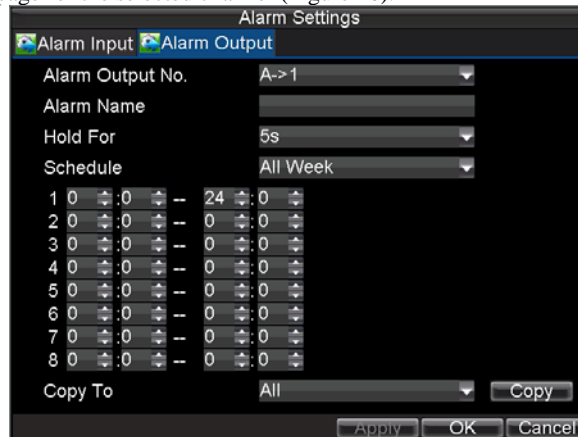 Alarm Settings
Alarm Input Alarm Output
Alarm Output No. A->1
Alarm Name
Hold For 5s
Schedule All Week
1 0 :0 -- 24 :0
2 0 :0 -- 0 :0
3 0 :0 -- 0 :0
4 0 :0 -- 0 :0
5 0 :0 -- 0 :0
6 0 :0 -- 0 :0
7 0 :0 -- 0 :0
8 0 :0 -- 0 :0
Copy To All Copy
Apply OK Cancel